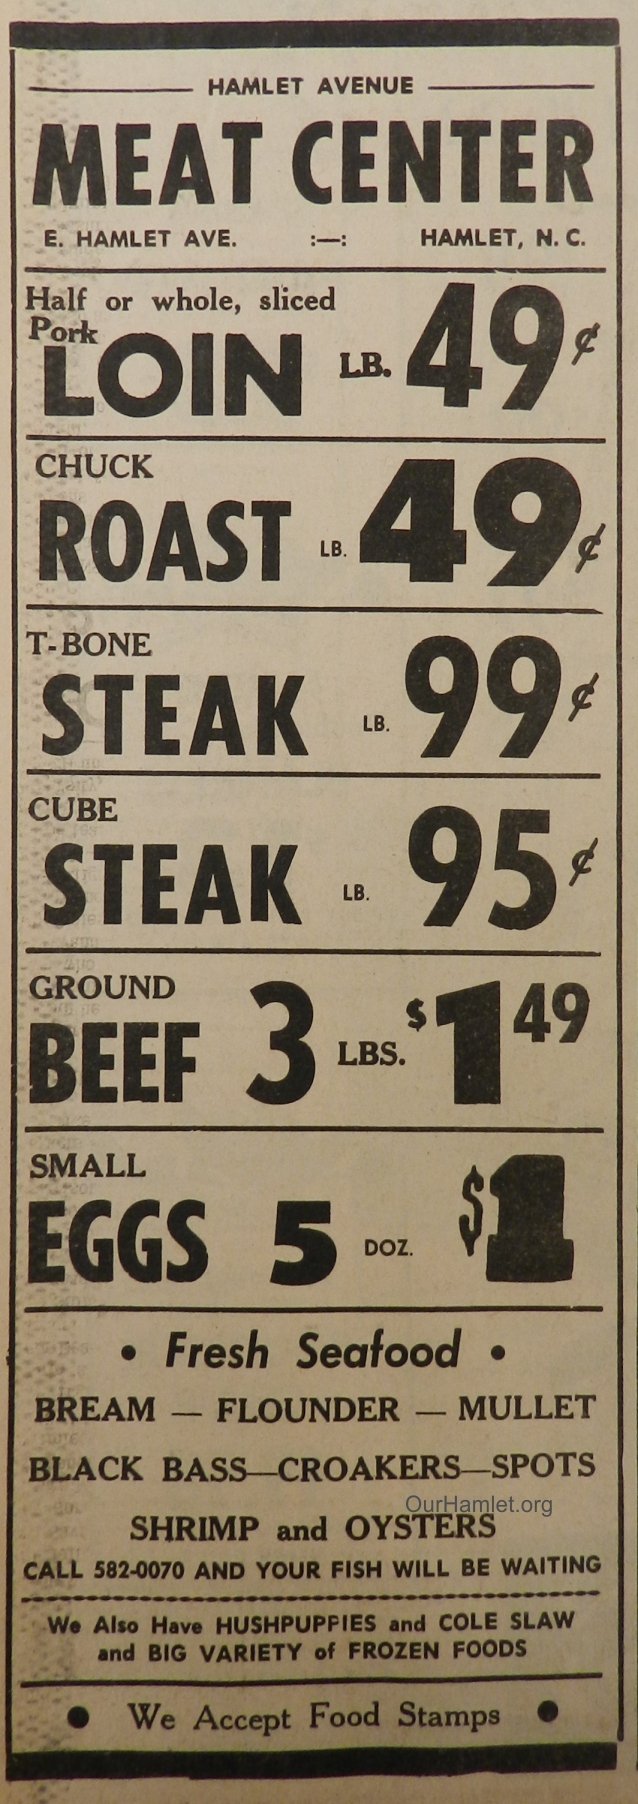 HAMLET AVENUE
MEAT CENTER
E. HAMLET AVE. :—: HAMLET, N. C.
Half or whole, sliced
Pork
LOIN LB. 49¢
CHUCK
ROAST LB. 49¢
T-BONE
STEAK LB. 99¢
CUBE
STEAK LB. 95¢
GROUND
BEEF 3 LBS. $1 49
SMALL
EGGS 5 DOZ. $1
• Fresh Seafood •
BREAM — FLOUNDER — MULLET
BLACK BASS—CROAKERS—SPOTS
OurHamlet.org
SHRIMP and OYSTERS
CALL 582-0070 AND YOUR FISH WILL BE WAITING
We Also Have HUSHPUPPIES and COLE SLAW
and BIG VARIETY of FROZEN FOODS
• We Accept Food Stamps •